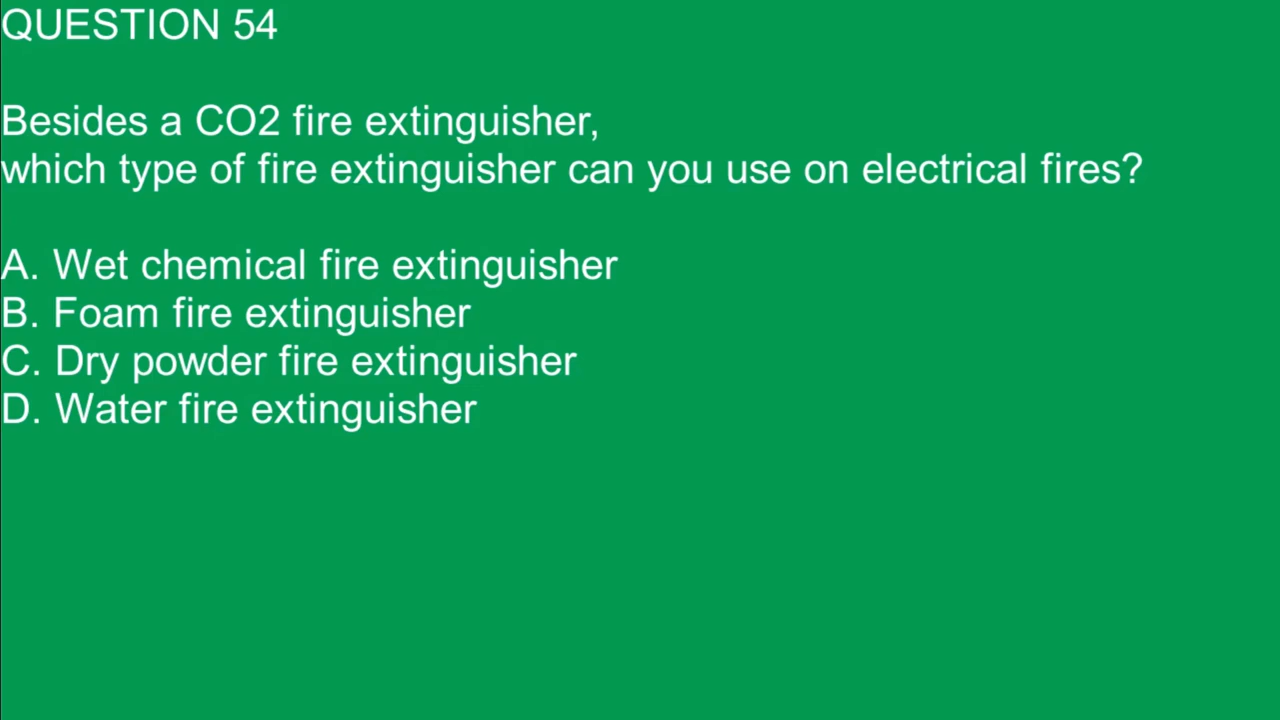 QUESTION 54
Besides a CO2 fire extinguisher,
which type of fire extinguisher can you use on electrical fires?
A. Wet chemical fire extinguisher
B. Foam fire extinguisher
C. Dry powder fire extinguisher
D. Water fire extinguisher